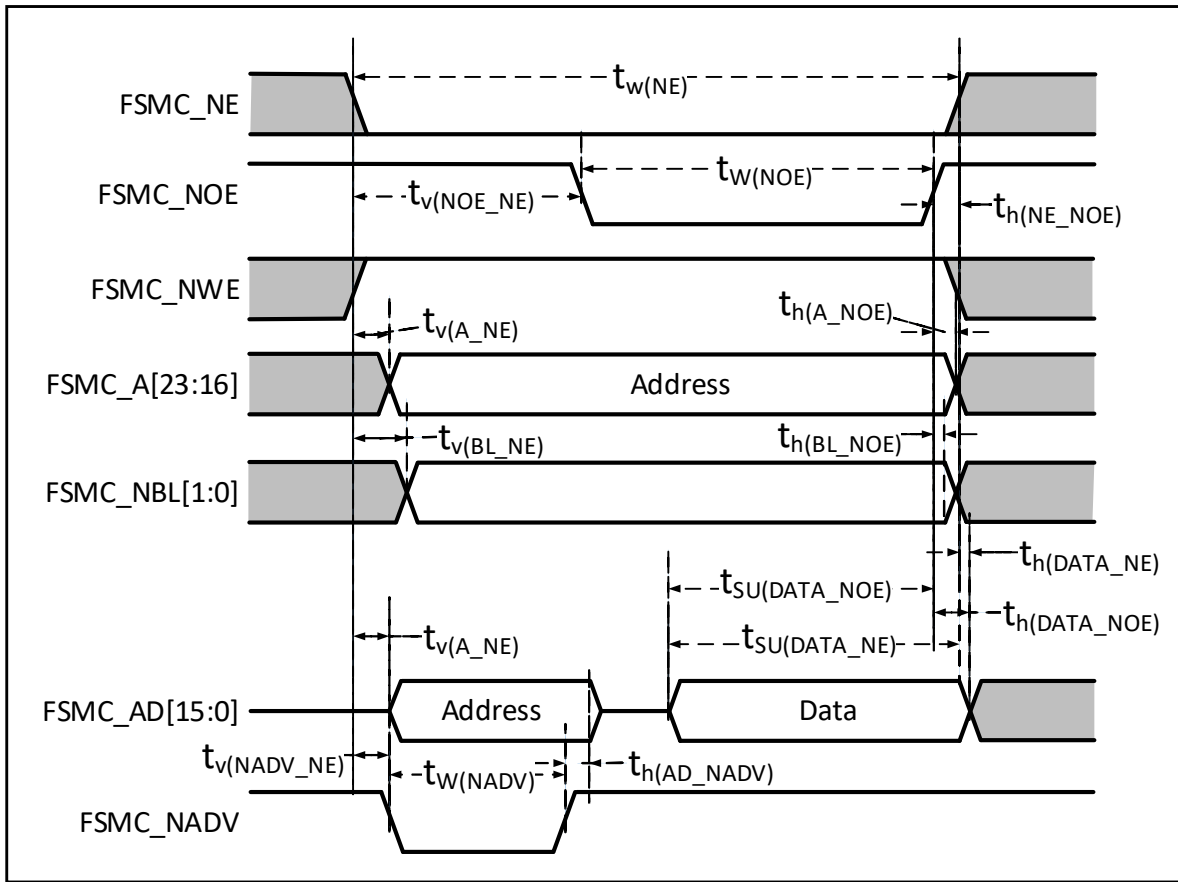 tw(NE)
FSMC_NE
tW(NOE)
FSMC_NOE
tv(NOE_NE)
th(NE_NOE)
FSMC_NWE
tv(A_NE)
th(A_NOE)
FSMC_A[23:16]
Address
tv(BL_NE)
th(BL_NOE)
FSMC_NBL[1:0]
th(DATA_NE)
tSU(DATA_NOE)
th(DATA_NOE)
tv(A_NE)
tSU(DATA_NE)
FSMC_AD[15:0]
Address
Data
tv(NADV_NE)
tW(NADV)
th(AD_NADV)
FSMC_NADV